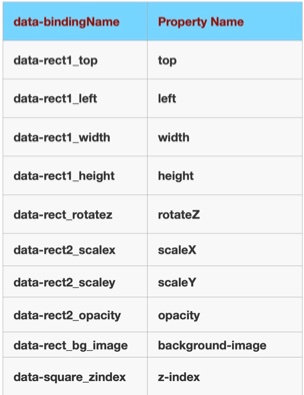 data-bindingName Property Name
data-rect1_top top
data-rect1_left left
data-rect1_width width
data-rect1_height height
data-rect_rotatez rotateZ
data-rect2_scalex scaleX
data-rect2_scaley scaleY
data-rect2_opacity opacity
data-rect_bg_image background-image
data-square_zindex z-index